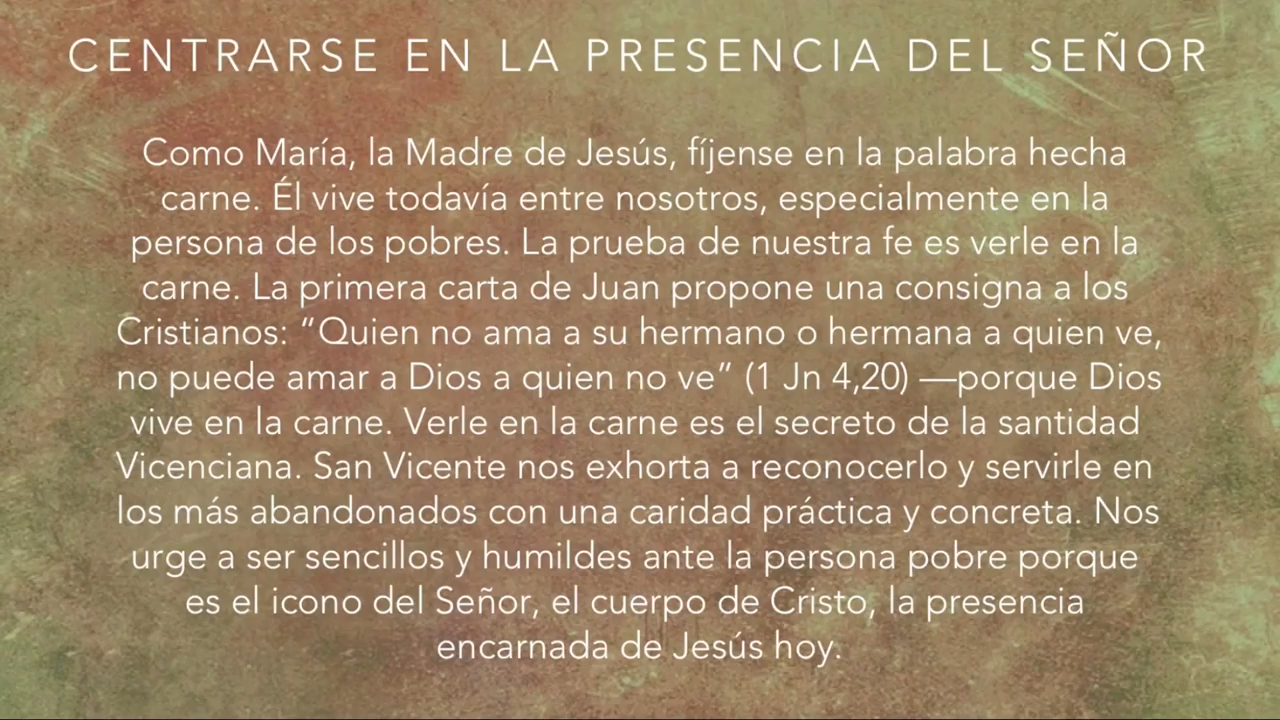 CENTRARSE EN LA PRESENCIA DEL SEÑOR
Como María, la Madre de Jesús, fíjense en la palabra hecha
carne. Él vive todavía entre nosotros, especialmente en la
persona de los pobres. La prueba de nuestra fe es verle en la
carne. La primera carta de Juan propone una consigna a los
Cristianos: “Quien no ama a su hermano o hermana a quien ve,
no puede amar a Dios a quien no ve” (1 Jn 4,20) —porque Dios
vive en la carne. Verle en la carne es el secreto de la santidad
Vicenciana. San Vicente nos exhorta a reconocerlo y servirle en
los más abandonados con una caridad práctica y concreta. Nos
urge a ser sencillos y humildes ante la persona pobre porque
es el icono del Señor, el cuerpo de Cristo, la presencia
encarnada de Jesús hoy.